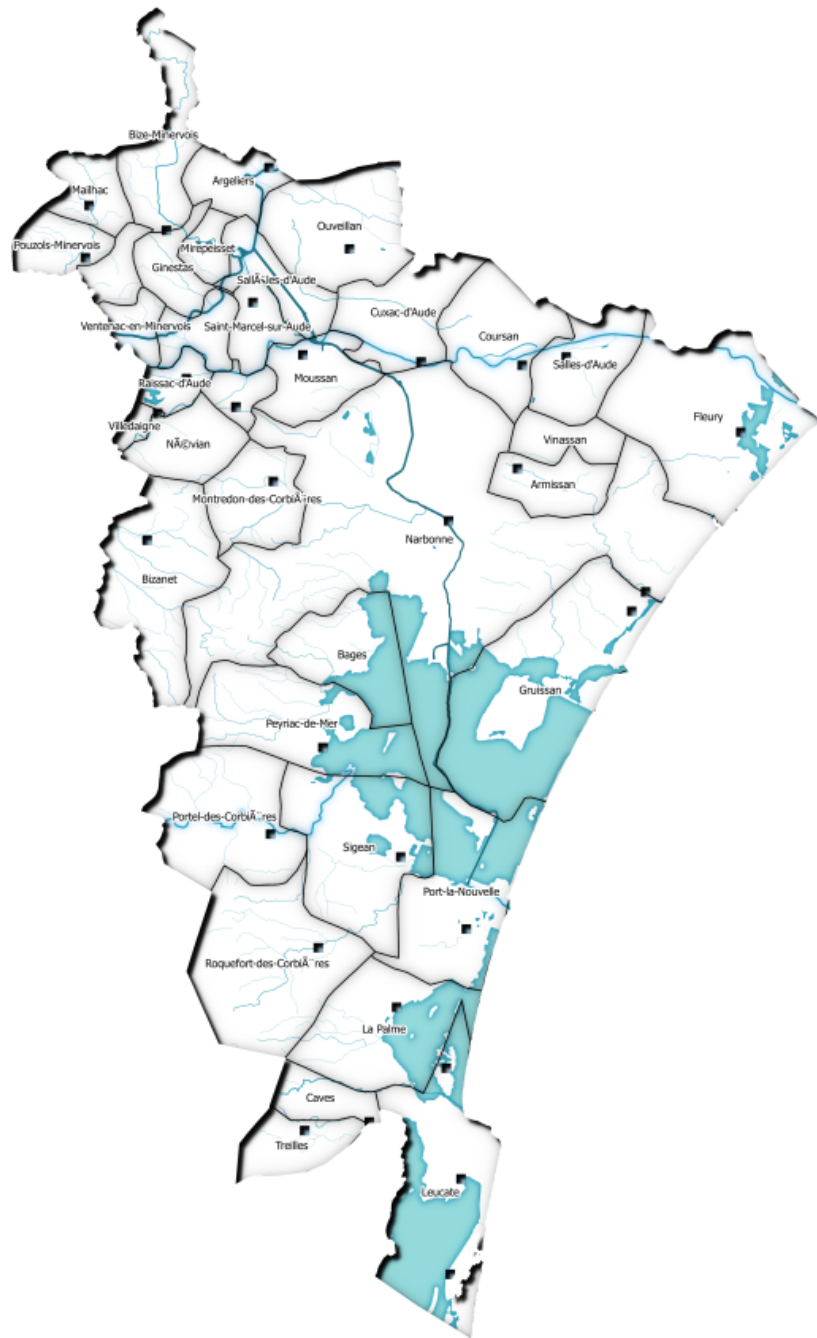 Bize-Minervois
Argeliers
Mailhac
Ouveillan
Pouzols-Minervois
Mirepeisset
Ginestas
SallÃ¨les-d'Aude
Cuxac-d'Aude
Ventenac-en-Minervois
Saint-Marcel-sur-Aude
Coursan
Moussan
Salles-d'Aude
Raissac-d'Aude
Fleury
Villedaigne
Vinassan
NÃ©vian
Armissan
Montredon-des-CorbiÃ¨res
Narbonne
Bizanet
Bages
Gruissan
Peyriac-de-Mer
Portel-des-CorbiÃ¨res
Sigean
Port-la-Nouvelle
Roquefort-des-CorbiÃ¨res
La Palme
Caves
Treilles
Leucate